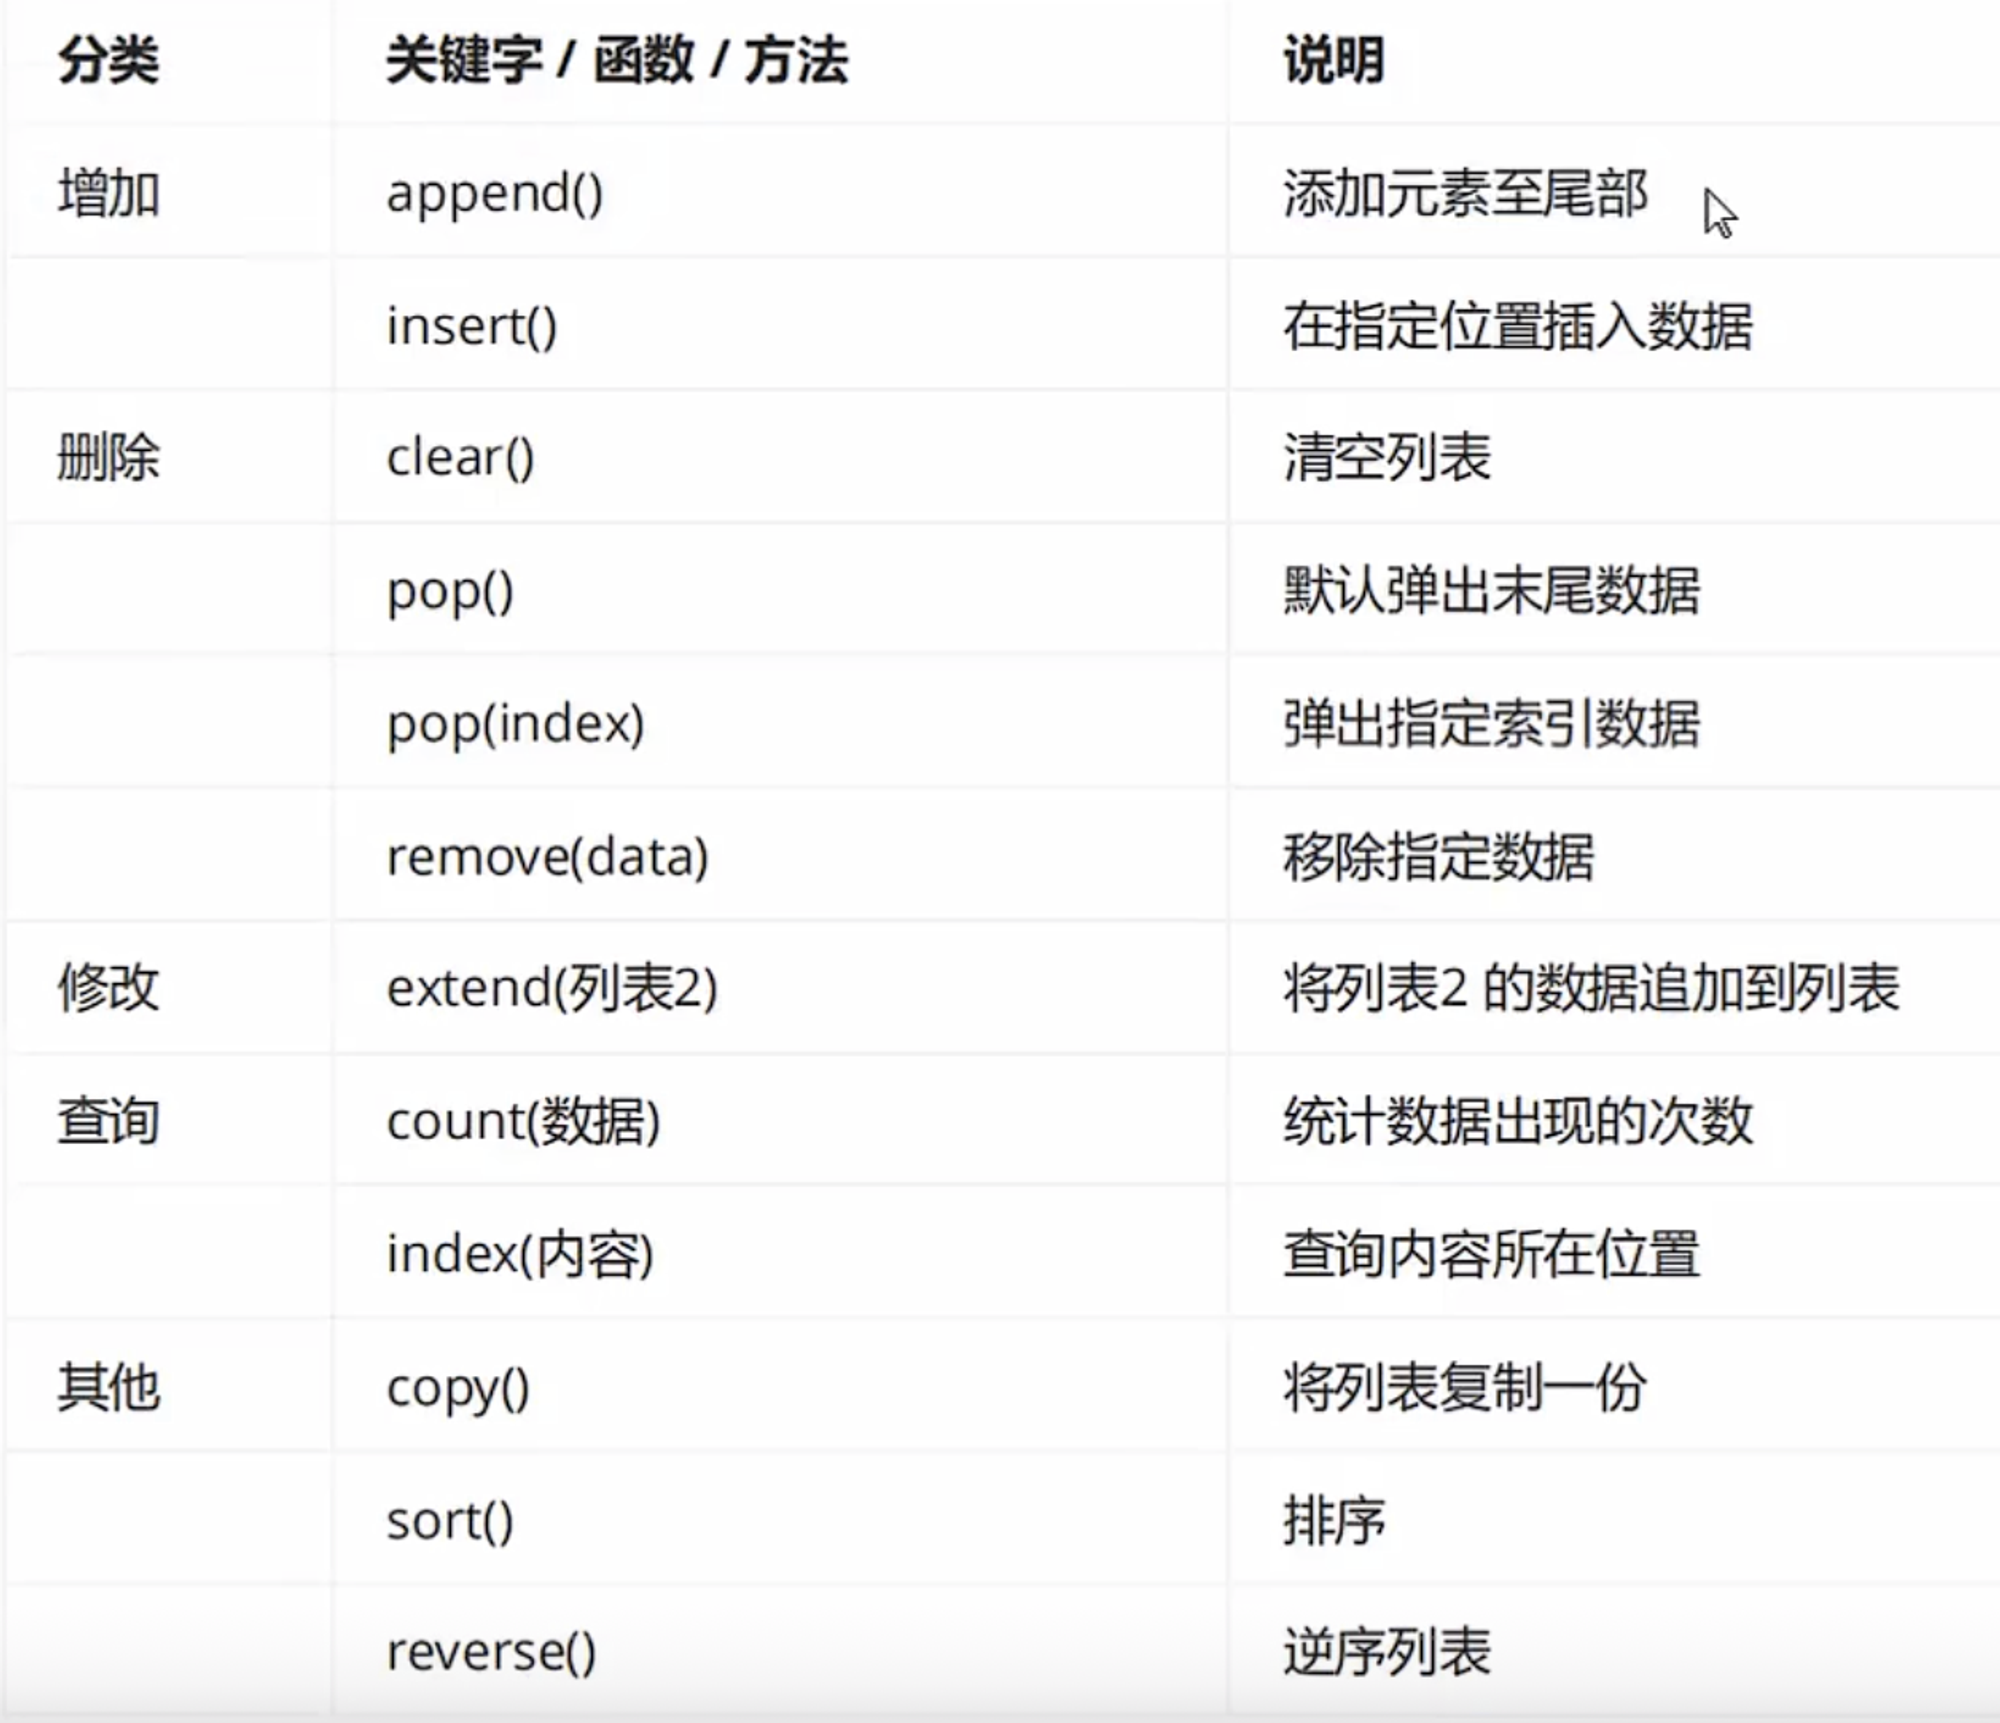 分类 关键字 / 函数 / 方法 说明
增加 append() 添加元素至尾部
insert() 在指定位置插入数据
删除 clear() 清空列表
pop() 默认弹出末尾数据
pop(index) 弹出指定索引数据
remove(data) 移除指定数据
修改 extend(列表2) 将列表2 的数据追加到列表
查询 count(数据) 统计数据出现的次数
index(内容) 查询内容所在位置
其他 copy() 将列表复制一份
sort() 排序
reverse() 逆序列表